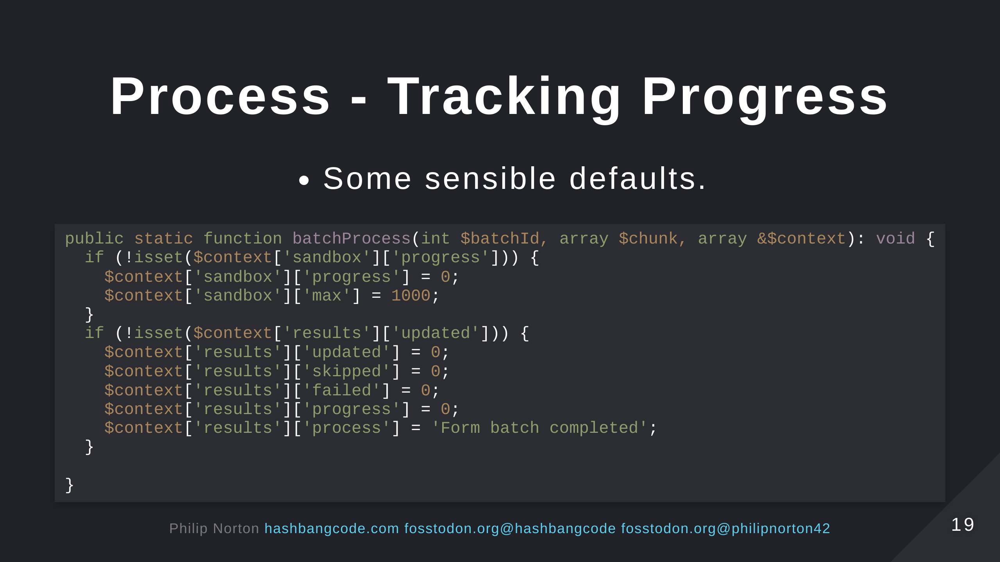 Process - Tracking Progress
• Some sensible defaults.
public static function batchProcess(int $batchId, array $chunk, array &$context): void {
  if (!isset($context['sandbox']['progress'])) {
    $context['sandbox']['progress'] = 0;
    $context['sandbox']['max'] = 1000;
  }
  if (!isset($context['results']['updated'])) {
    $context['results']['updated'] = 0;
    $context['results']['skipped'] = 0;
    $context['results']['failed'] = 0;
    $context['results']['progress'] = 0;
    $context['results']['process'] = 'Form batch completed';
  }
}
Philip Norton hashbangcode.com fosstodon.org@hashbangcode fosstodon.org@philipnorton42
19